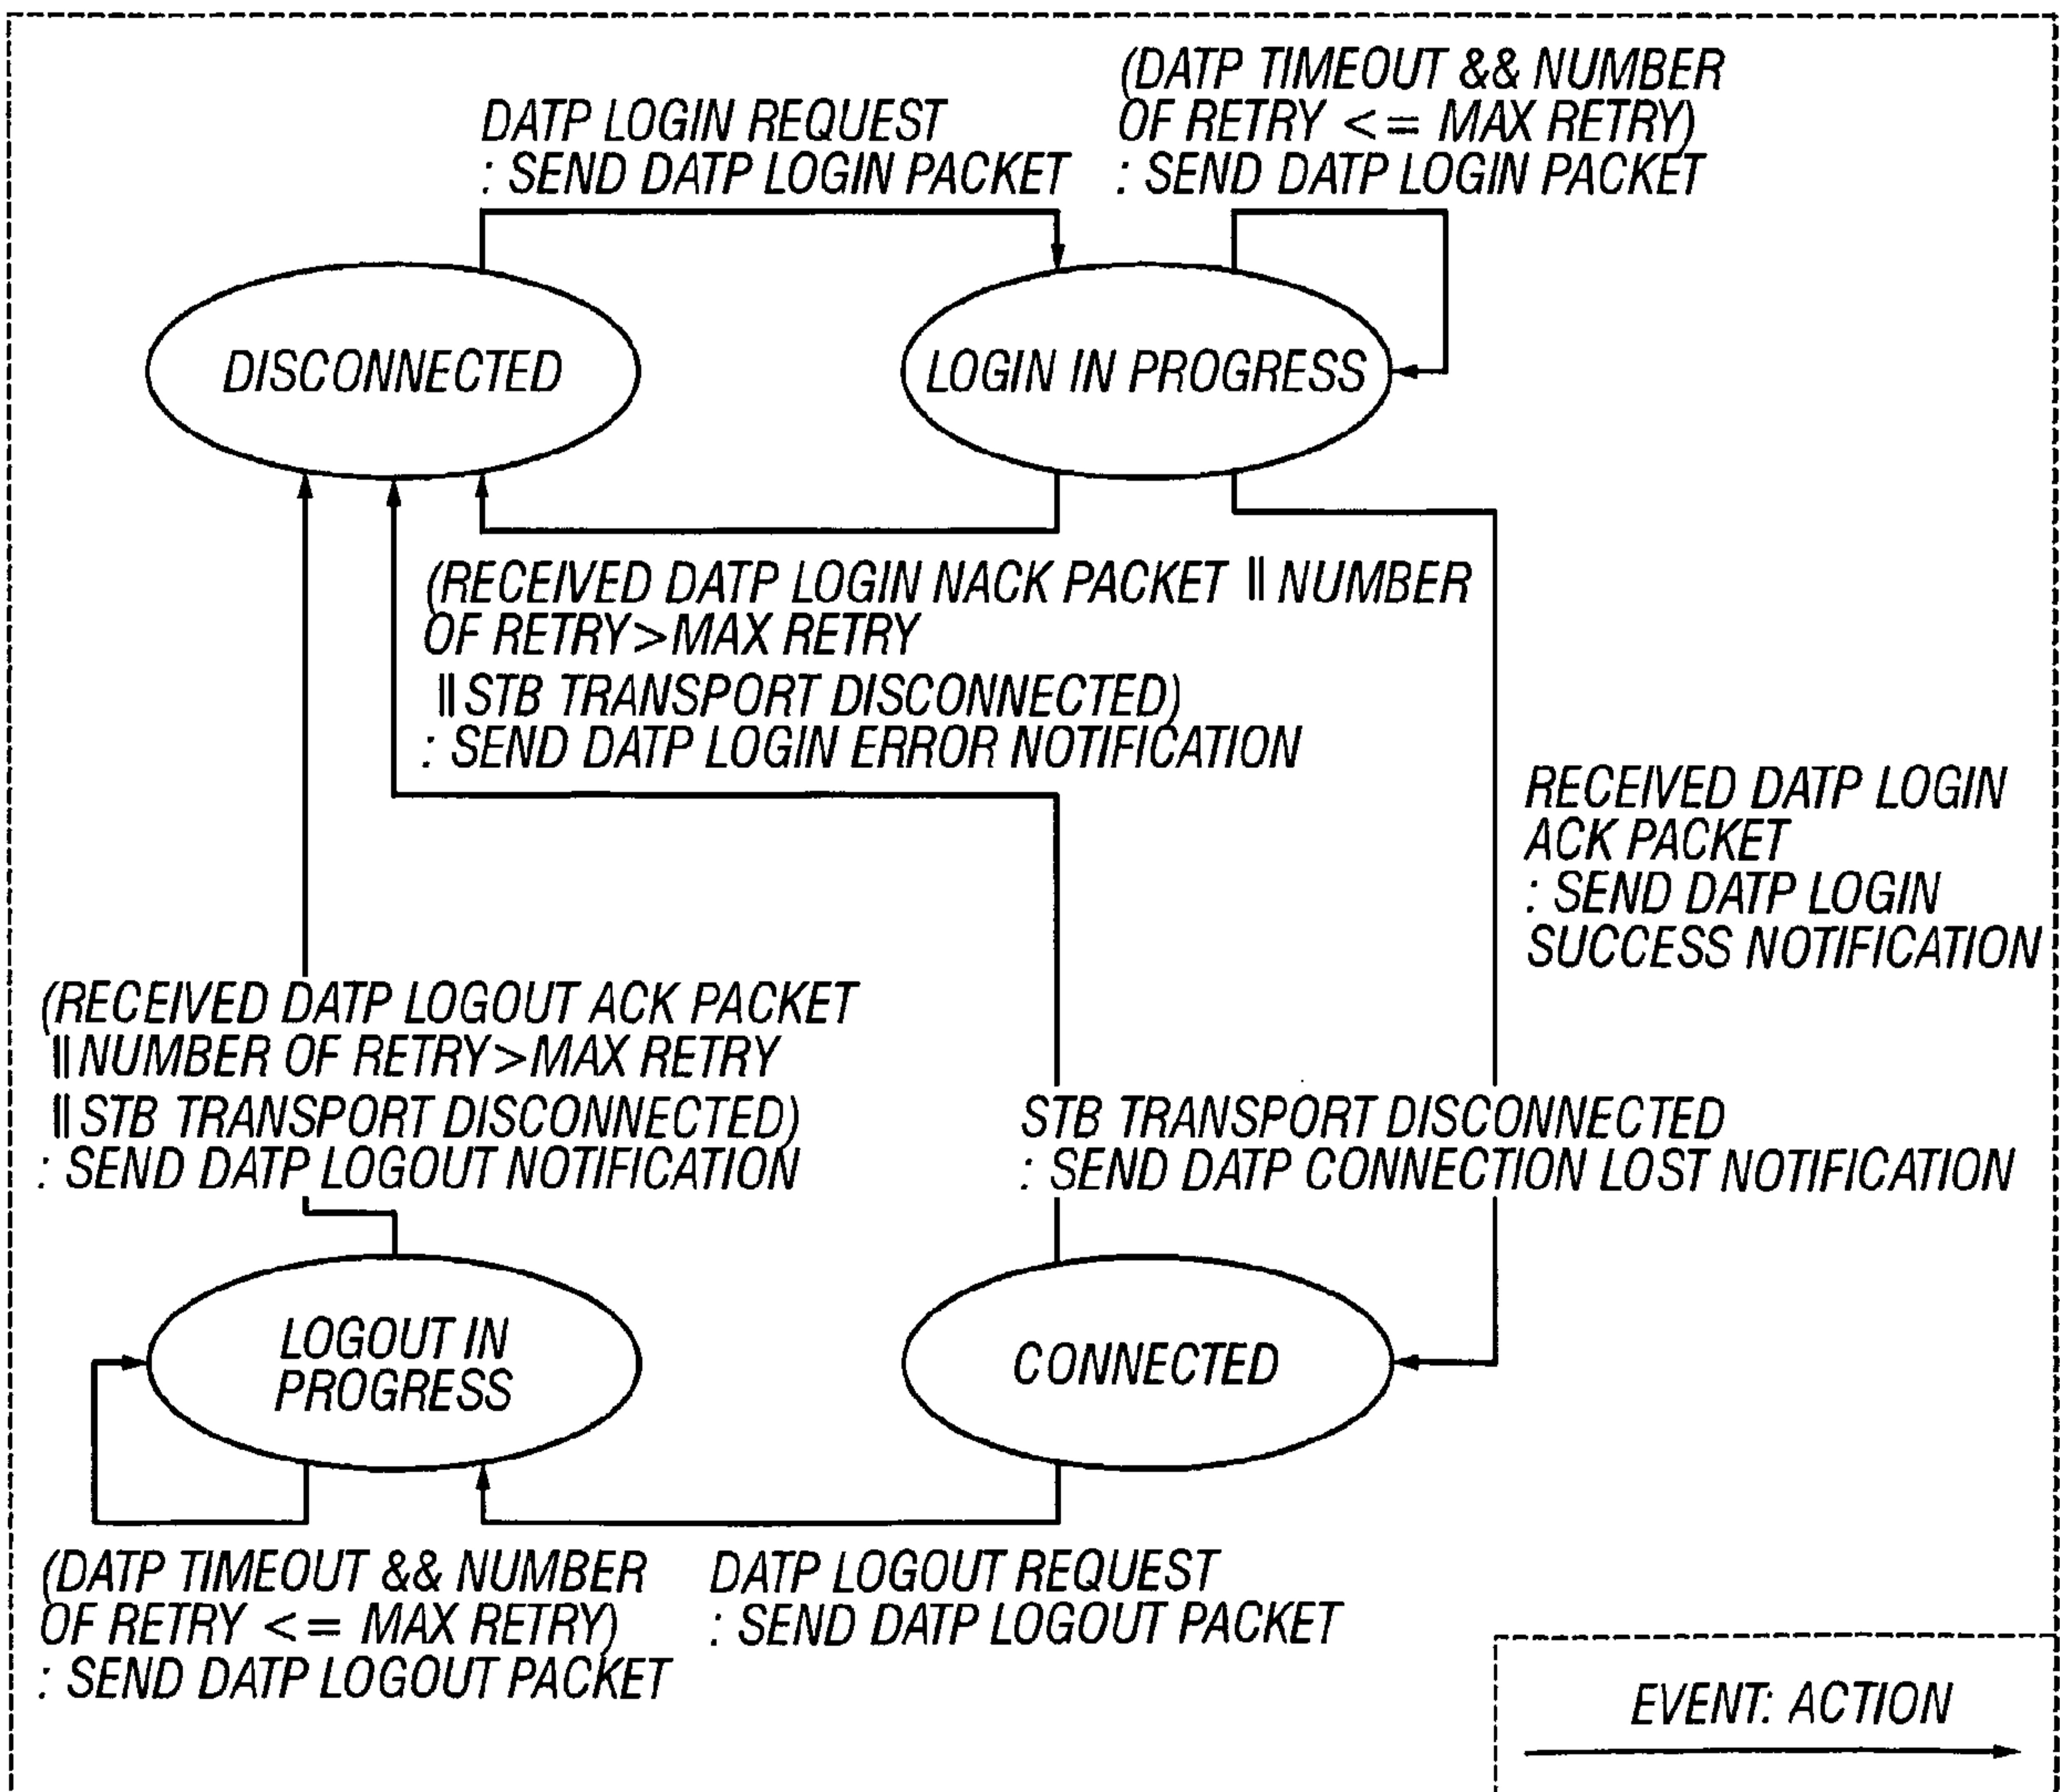 DATP LOGIN REQUEST
: SEND DATP LOGIN PACKET
(DATP TIMEOUT && NUMBER
OF RETRY <= MAX RETRY)
: SEND DATP LOGIN PACKET
DISCONNECTED
LOGIN IN PROGRESS
(RECEIVED DATP LOGIN NACK PACKET || NUMBER
OF RETRY>MAX RETRY
|| STB TRANSPORT DISCONNECTED)
: SEND DATP LOGIN ERROR NOTIFICATION
RECEIVED DATP LOGIN
ACK PACKET
: SEND DATP LOGIN
SUCCESS NOTIFICATION
(RECEIVED DATP LOGOUT ACK PACKET
|| NUMBER OF RETRY>MAX RETRY
|| STB TRANSPORT DISCONNECTED)
: SEND DATP LOGOUT NOTIFICATION
STB TRANSPORT DISCONNECTED
: SEND DATP CONNECTION LOST NOTIFICATION
LOGOUT IN
PROGRESS
CONNECTED
(DATP TIMEOUT && NUMBER
OF RETRY <= MAX RETRY)
: SEND DATP LOGOUT PACKET
DATP LOGOUT REQUEST
: SEND DATP LOGOUT PACKET
EVENT: ACTION